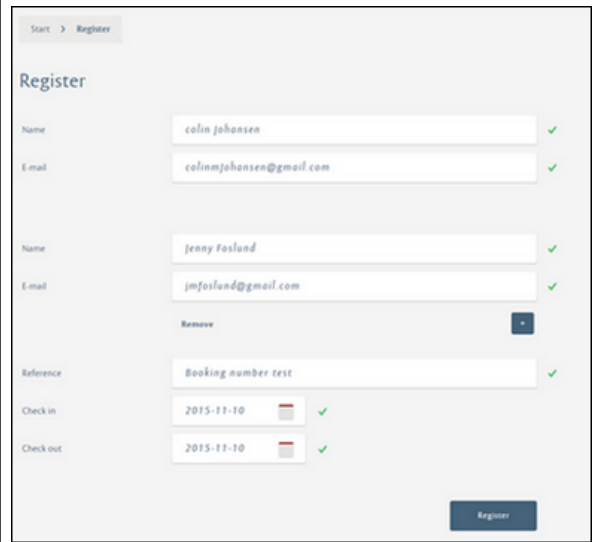 Start > Register
Register
Name colin Johansen
E-mail colinmJohansen@gmail.com
Name Jenny Foslund
E-mail jmfoslund@gmail.com
Remove +
Reference Booking number test
Check in 2015-11-10
Check out 2015-11-10
Register